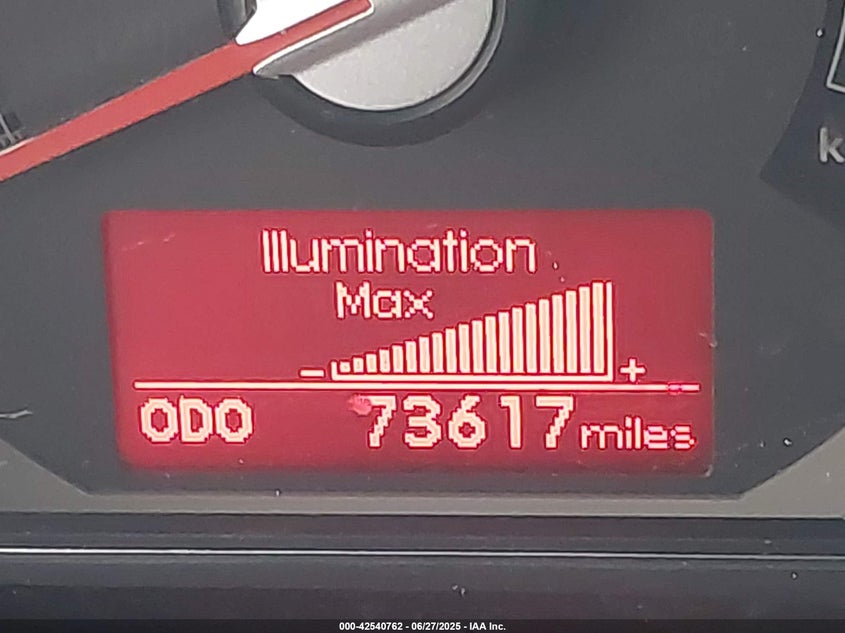 k
Illumination
Max
- +
ODO 73617 miles
000-42540762 - 06/27/2025 - IAA Inc.